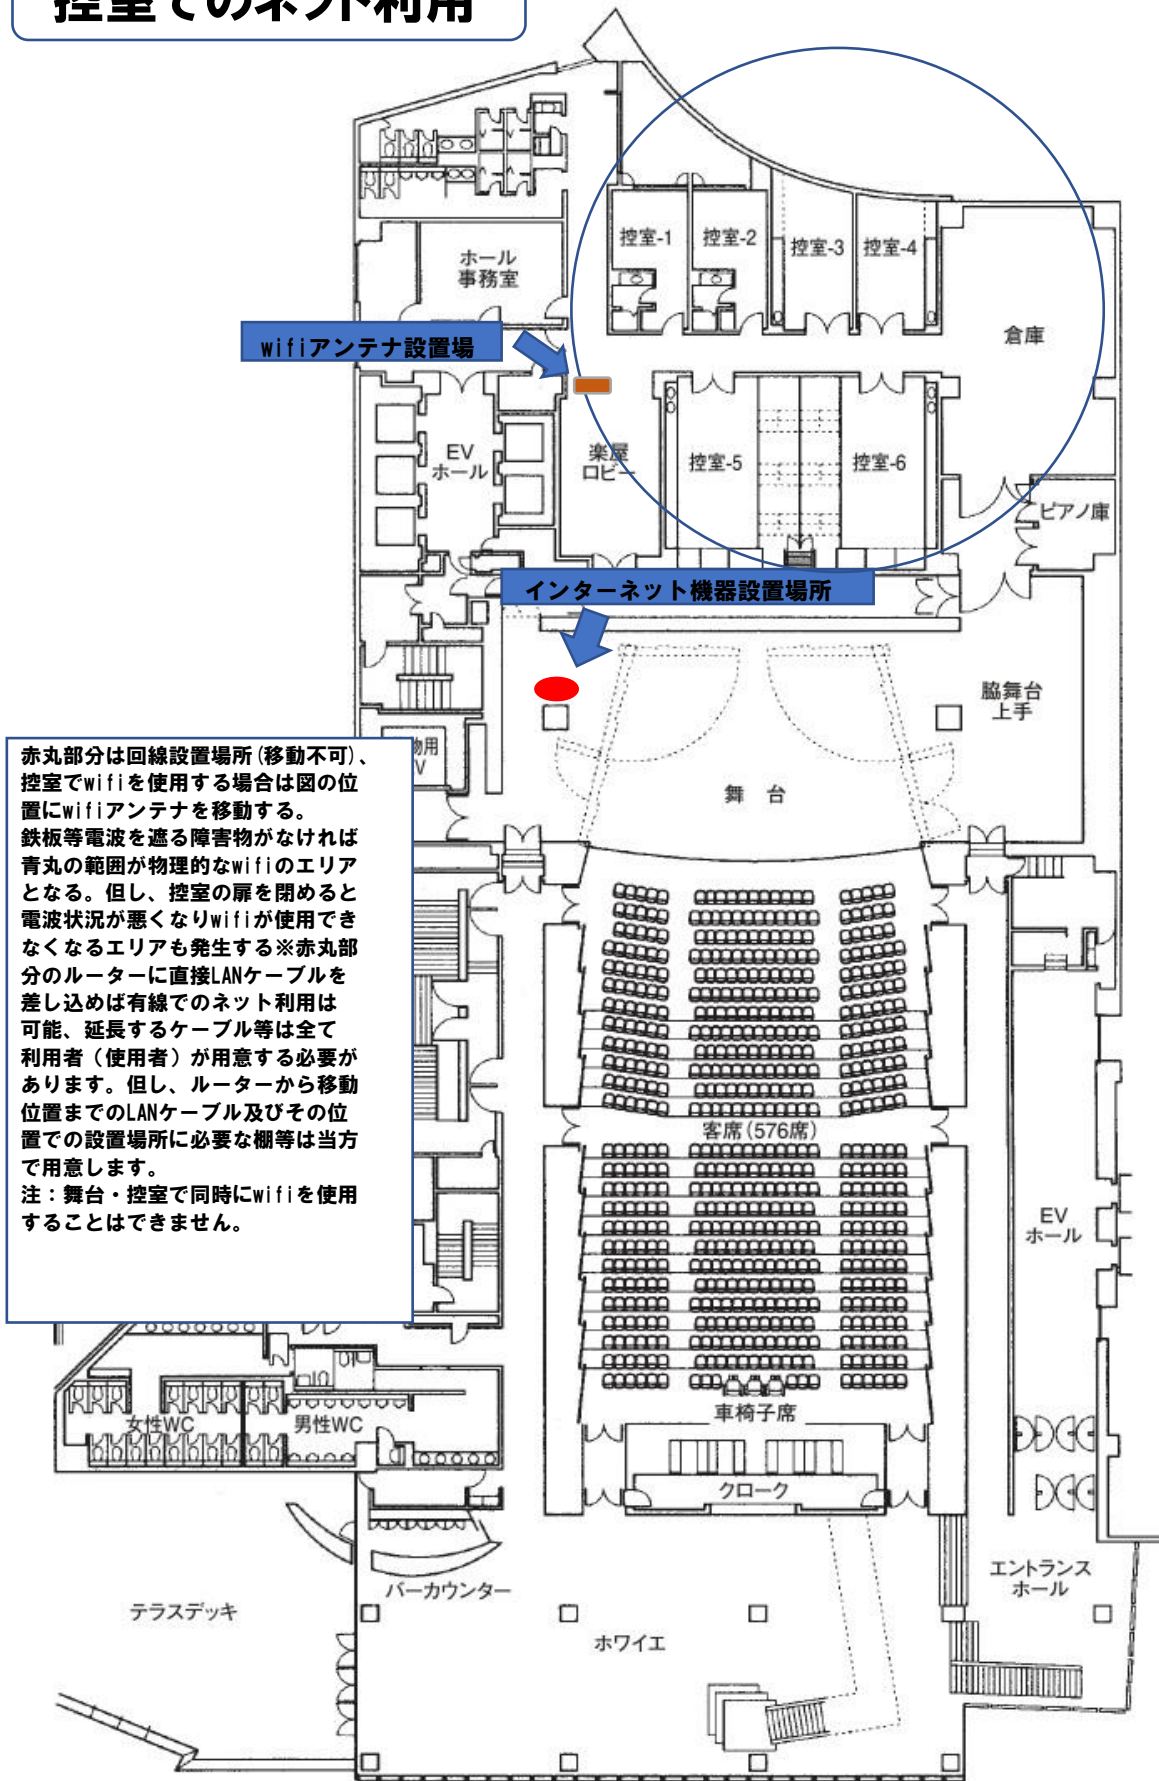 控室でのネット利用
控室-1
控室-2
控室-3
控室-4
ホール
事務室
倉庫
wifiアンテナ設置場
EV
ホール
楽屋
ロビー
控室-5
控室-6
ピアノ庫
インターネット機器設置場所
脇舞台
上手
物用
V
舞 台
赤丸部分は回線設置場所(移動不可)、
控室でwifiを使用する場合は図の位
置にwifiアンテナを移動する。
鉄板等電波を遮る障害物がなければ
青丸の範囲が物理的なwifiのエリア
となる。但し、控室の扉を閉めると
電波状況が悪くなりwifiが使用でき
なくなるエリアも発生する※赤丸部
分のルーターに直接LANケーブルを
差し込めば有線でのネット利用は
可能、延長するケーブル等は全て
利用者（使用者）が用意する必要が
あります。但し、ルーターから移動
位置までのLANケーブル及びその位
置での設置場所に必要な棚等は当方
で用意します。
注：舞台・控室で同時にwifiを使用
することはできません。
客席(576席)
EV
ホール
車椅子席
女性WC
男性WC
クローク
エントランス
ホール
バーカウンター
テラスデッキ
ホワイエ